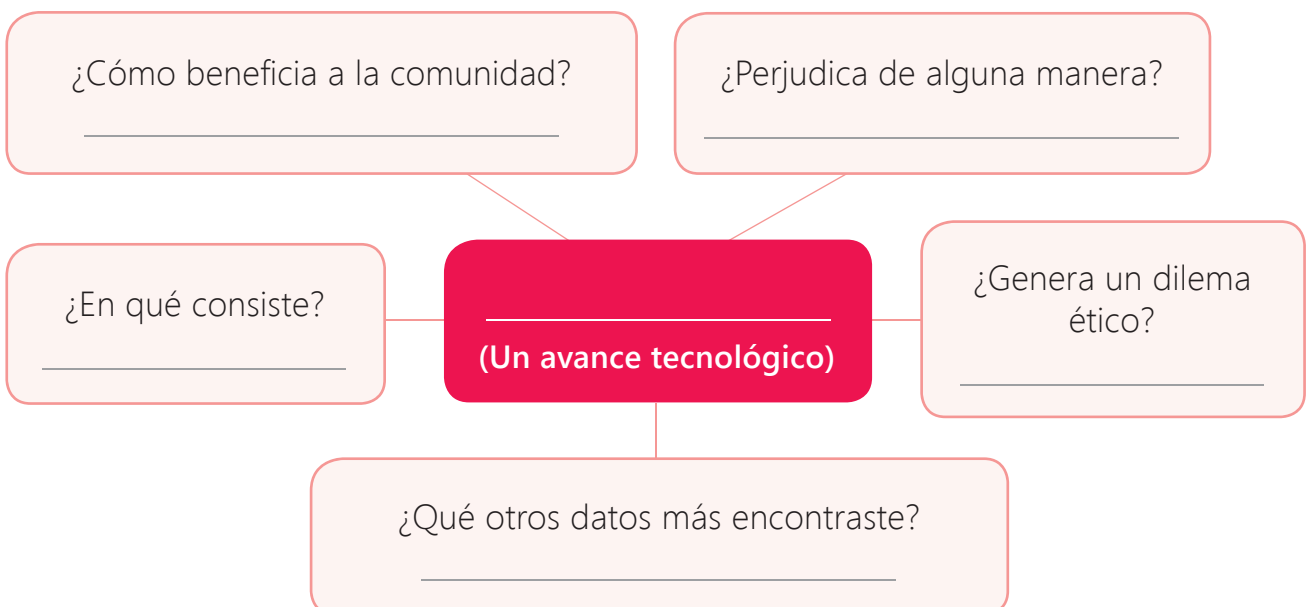 ¿Cómo beneficia a la comunidad?
¿Perjudica de alguna manera?
¿En qué consiste?
(Un avance tecnológico)
¿Genera un dilema
ético?
¿Qué otros datos más encontraste?